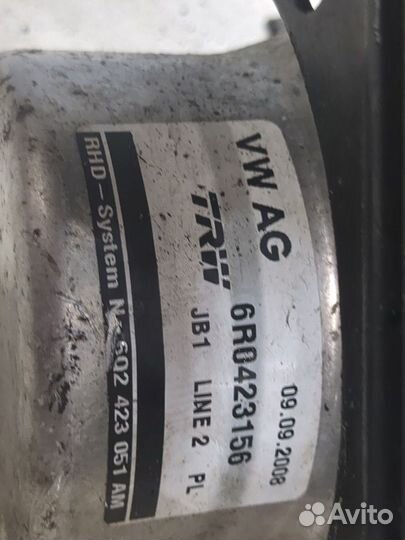 VW AG
09.09.2008
TRW 6R0423156
JB1 LINE 2 PL
RHD-System Nr. 6Q2 423 051 AM
Avito